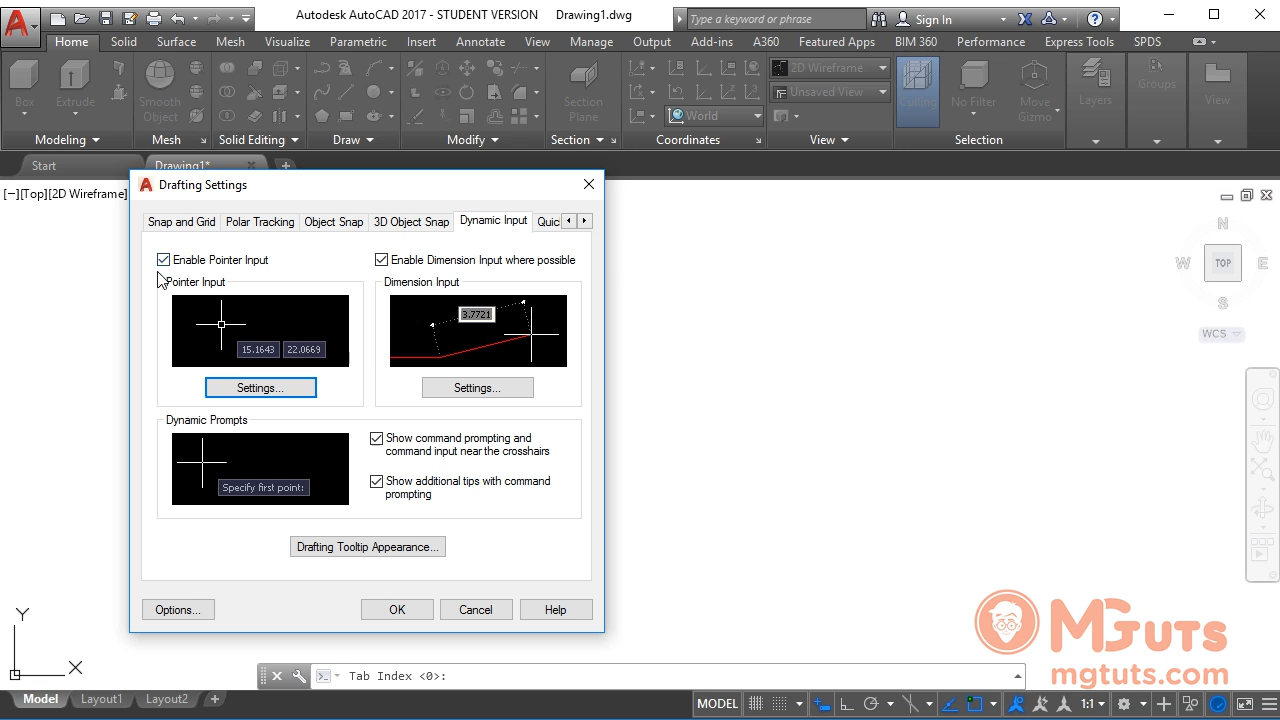 Autodesk AutoCAD 2017 - STUDENT VERSION Drawing1.dwg
Type a keyword or phrase
Sign In
Home Solid Surface Mesh Visualize Parametric Insert Annotate View Manage Output Add-ins A360 Featured Apps BIM 360 Performance Express Tools SPDS
Box
Extrude
Smooth
Object
Section
Plane
2D Wireframe
Unsaved View
World
Culling
No Filter
Move
Gizmo
Layers
Groups
View
Modeling
Mesh
Solid Editing
Draw
Modify
Section
Coordinates
View
Selection
Start
Drawing1*
[−][Top][2D Wireframe]
Drafting Settings
Snap and Grid
Polar Tracking
Object Snap
3D Object Snap
Dynamic Input
Quic
Enable Pointer Input
Enable Dimension Input where possible
Pointer Input
Dimension Input
15.1643 22.0669
3.7721
Settings...
Settings...
Dynamic Prompts
Specify first point:
Show command prompting and
command input near the crosshairs
Show additional tips with command
prompting
Drafting Tooltip Appearance...
Options...
OK
Cancel
Help
N
W
TOP
E
S
WCS
Y
X
MGTUTS
mgtuts.com
Tab Index <0>:
Model
Layout1
Layout2
MODEL
1:1